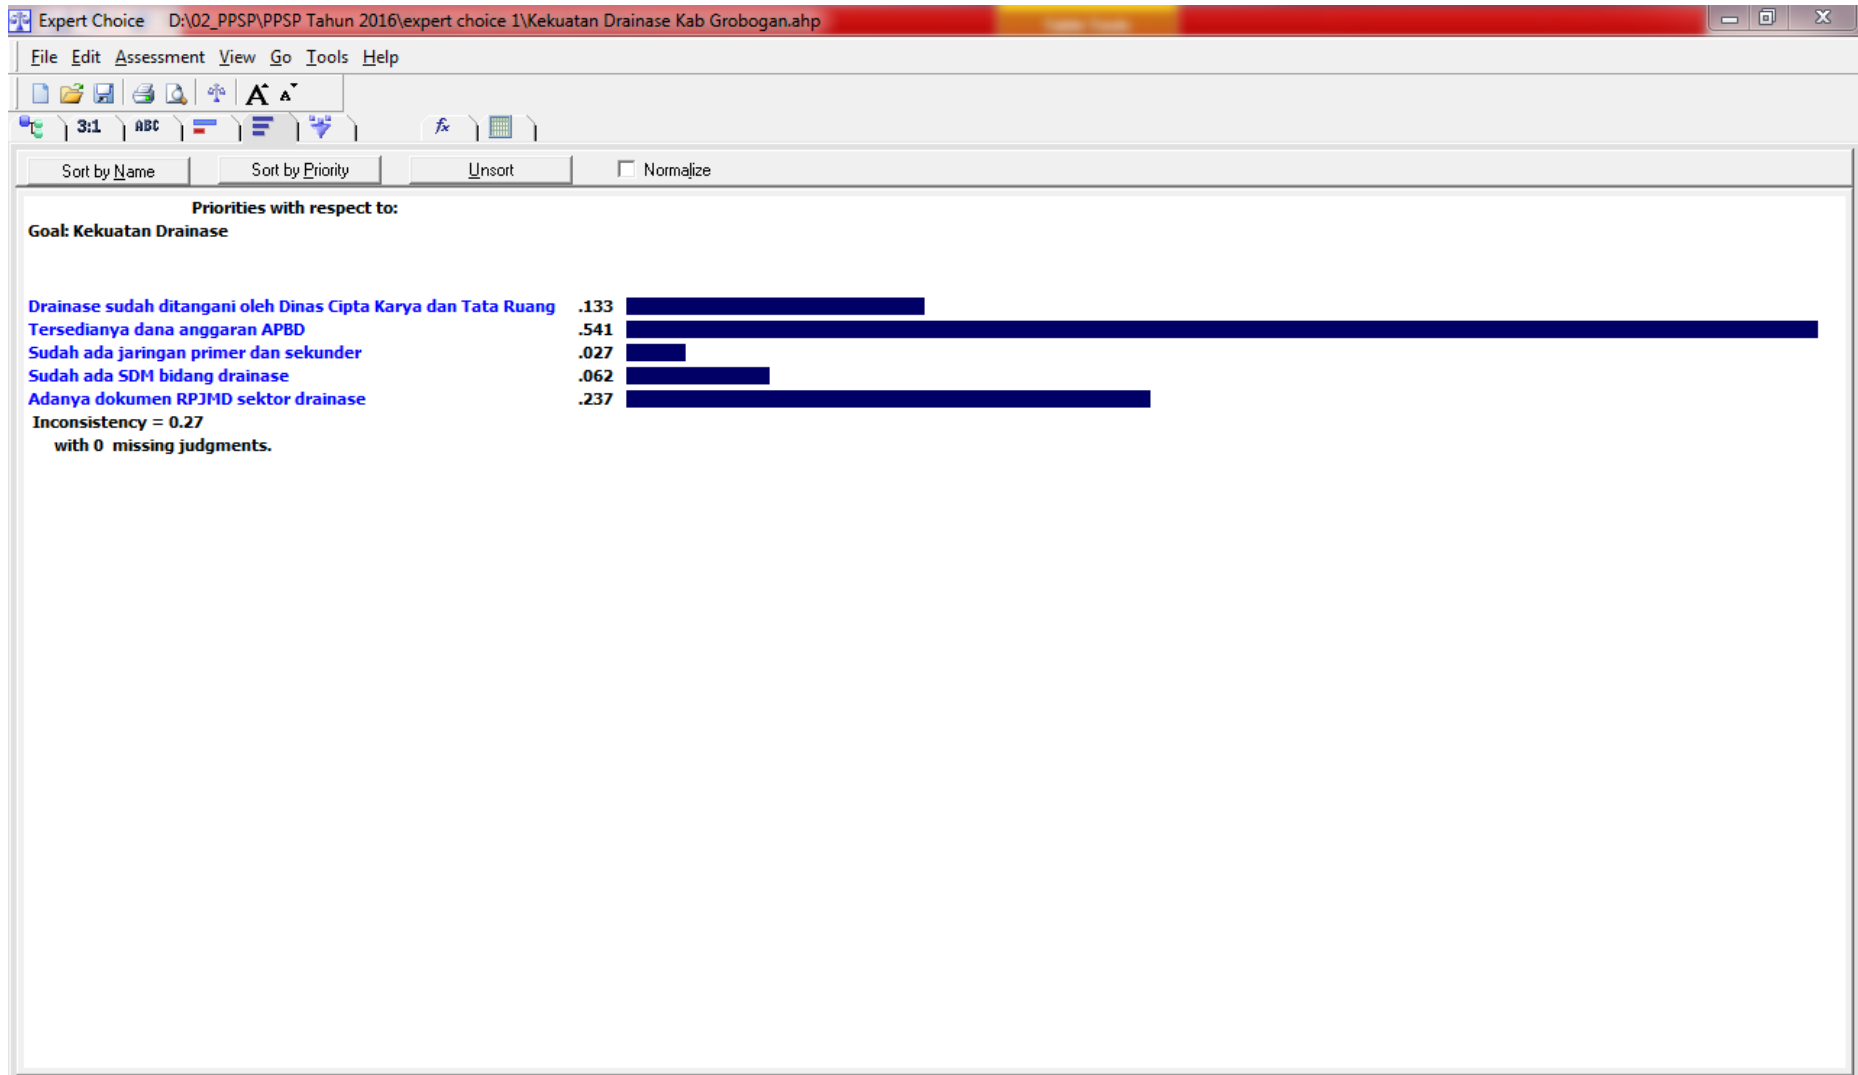 Expert Choice D:\02_PPSP\PPSP Tahun 2016\expert choice 1\Kekuatan Drainase Kab Grobogan.ahp
File Edit Assessment View Go Tools Help
A A
3:1 ABC fx
Sort by Name Sort by Priority Unsort Normalize
Priorities with respect to:
Goal: Kekuatan Drainase
Drainase sudah ditangani oleh Dinas Cipta Karya dan Tata Ruang .133
Tersedianya dana anggaran APBD .541
Sudah ada jaringan primer dan sekunder .027
Sudah ada SDM bidang drainase .062
Adanya dokumen RPJMD sektor drainase .237
Inconsistency = 0.27
with 0 missing judgments.